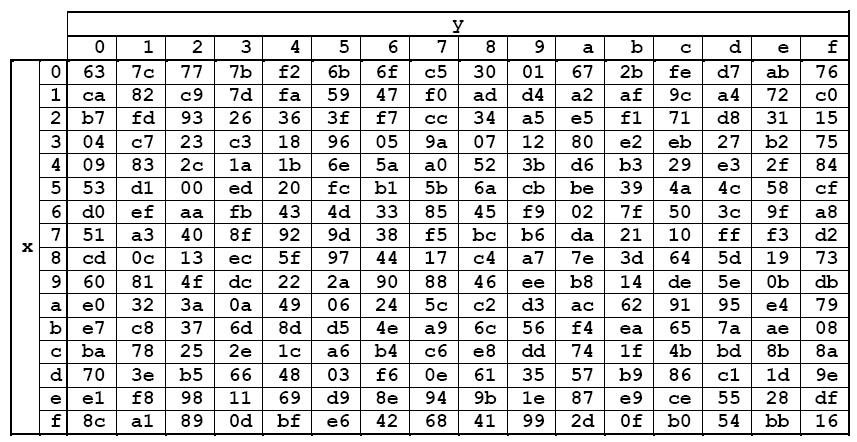 y
0 1 2 3 4 5 6 7 8 9 a b c d e f
0 63 7c 77 7b f2 6b 6f c5 30 01 67 2b fe d7 ab 76
1 ca 82 c9 7d fa 59 47 f0 ad d4 a2 af 9c a4 72 c0
2 b7 fd 93 26 36 3f f7 cc 34 a5 e5 f1 71 d8 31 15
3 04 c7 23 c3 18 96 05 9a 07 12 80 e2 eb 27 b2 75
4 09 83 2c 1a 1b 6e 5a a0 52 3b d6 b3 29 e3 2f 84
5 53 d1 00 ed 20 fc b1 5b 6a cb be 39 4a 4c 58 cf
6 d0 ef aa fb 43 4d 33 85 45 f9 02 7f 50 3c 9f a8
7 51 a3 40 8f 92 9d 38 f5 bc b6 da 21 10 ff f3 d2
x
8 cd 0c 13 ec 5f 97 44 17 c4 a7 7e 3d 64 5d 19 73
9 60 81 4f dc 22 2a 90 88 46 ee b8 14 de 5e 0b db
a e0 32 3a 0a 49 06 24 5c c2 d3 ac 62 91 95 e4 79
b e7 c8 37 6d 8d d5 4e a9 6c 56 f4 ea 65 7a ae 08
c ba 78 25 2e 1c a6 b4 c6 e8 dd 74 1f 4b bd 8b 8a
d 70 3e b5 66 48 03 f6 0e 61 35 57 b9 86 c1 1d 9e
e e1 f8 98 11 69 d9 8e 94 9b 1e 87 e9 ce 55 28 df
f 8c a1 89 0d bf e6 42 68 41 99 2d 0f b0 54 bb 16